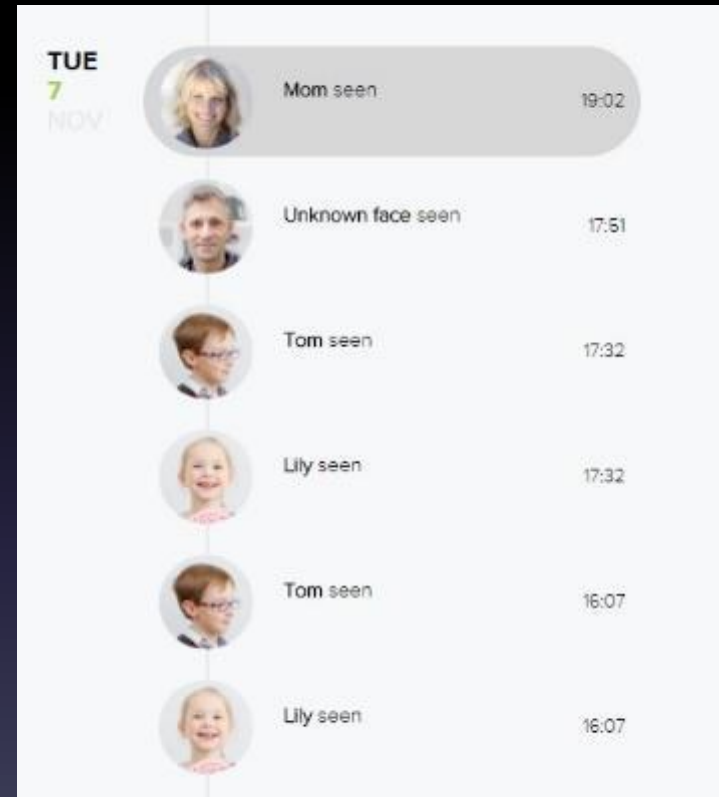 TUE
7
NOV
Mom seen
19:02
Unknown face seen
17:51
Tom seen
17:32
Lily seen
17:32
Tom seen
16:07
Lily seen
16:07